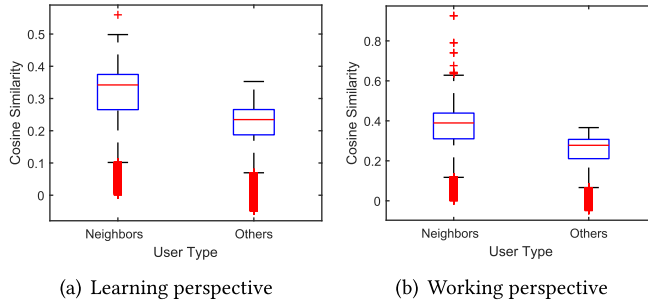 0.5
0.4
0.3
0.2
0.1
0
Cosine Similarity
Neighbors Others
User Type
(a) Learning perspective
0.8
0.6
0.4
0.2
0
Cosine Similarity
Neighbors Others
User Type
(b) Working perspective